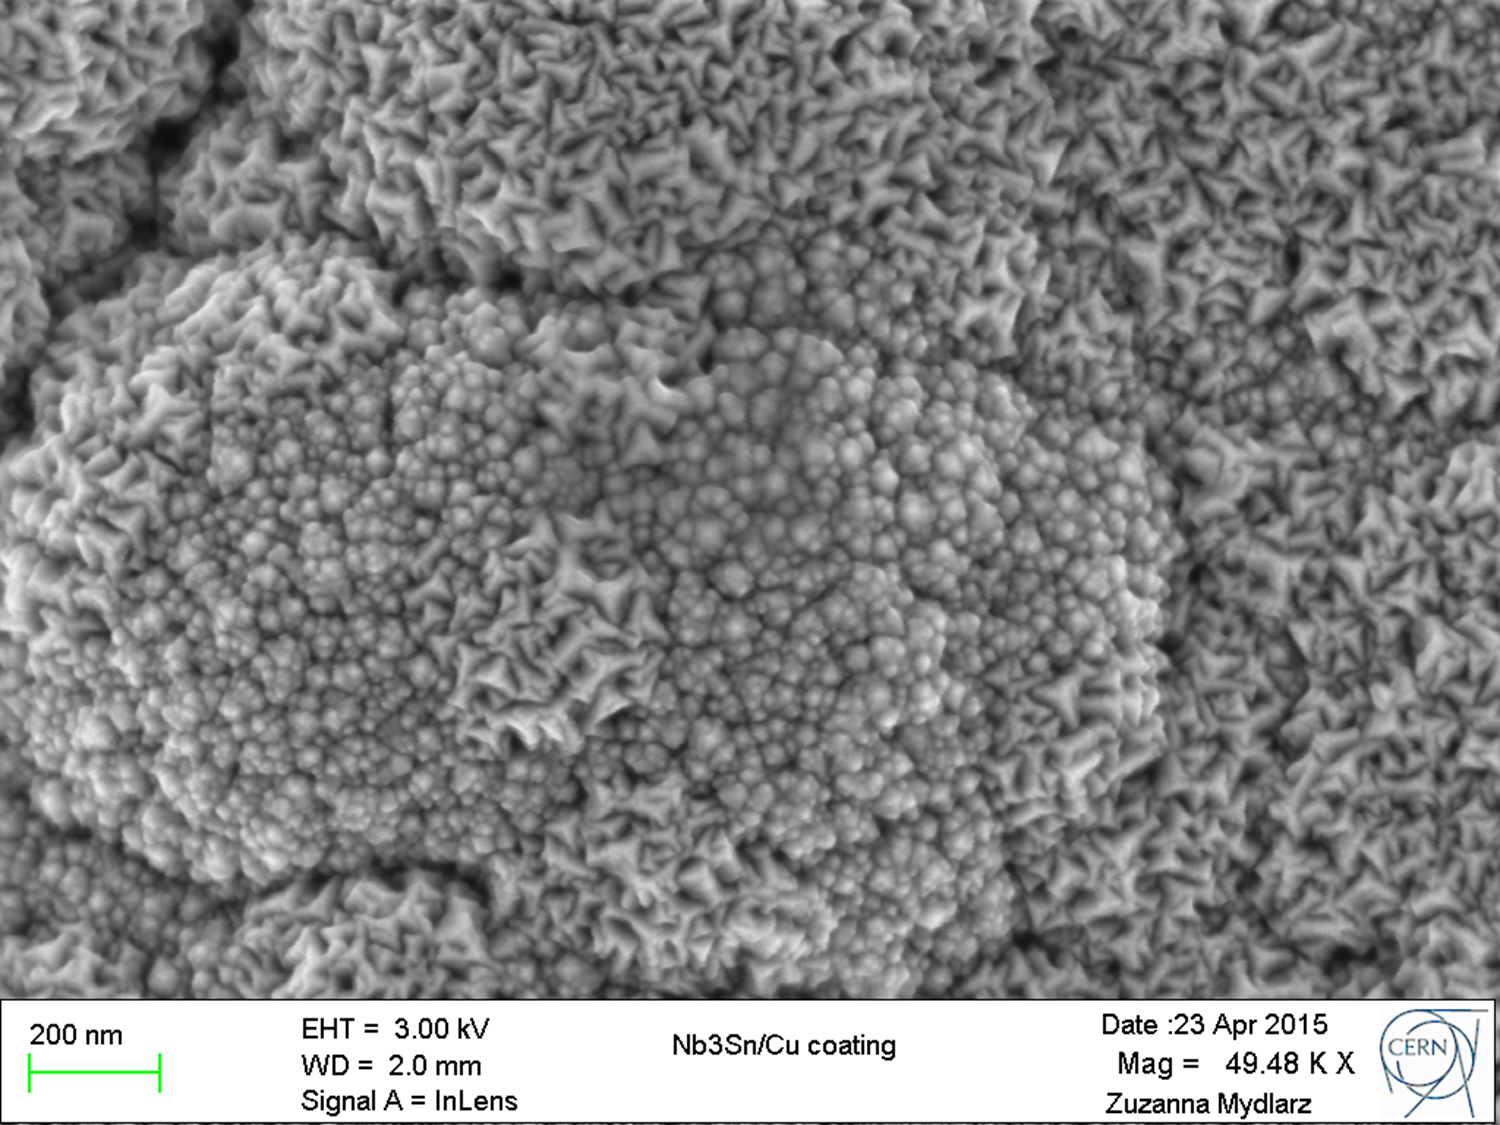 200 nm
EHT =  3.00 kV
WD =  2.0 mm
Signal A = InLens
Nb3Sn/Cu coating
Date :23 Apr 2015
Mag =   49.48 K X
Zuzanna Mydlarz
CERN